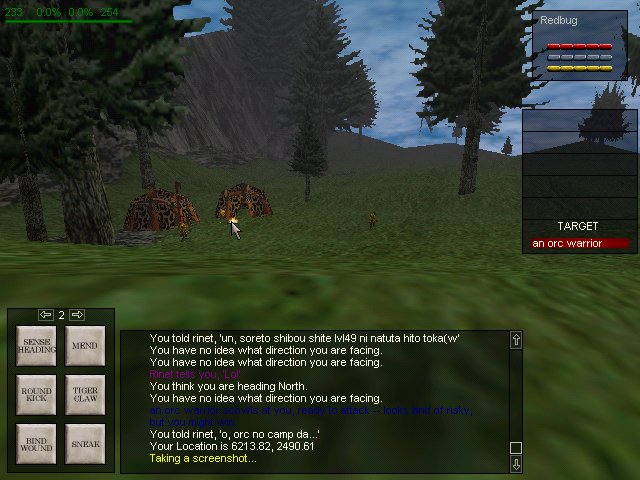 233 0.0% 0.0% 254
Redbug
TARGET
an orc warrior
2
SENSE HEADING
MEND
ROUND KICK
TIGER CLAW
BIND WOUND
SNEAK
You told rinet, 'un, soreto shibou shite lvl49 ni natuta hito toka(w'
You have no idea what direction you are facing.
You have no idea what direction you are facing.
Rinet tells you, 'Lol'
You think you are heading North.
You have no idea what direction you are facing.
an orc warrior scowls at you, ready to attack -- looks kind of risky,
but you might win.
You told rinet, 'o, orc no camp da...'
Your Location is 6213.82, 2490.61
Taking a screenshot...